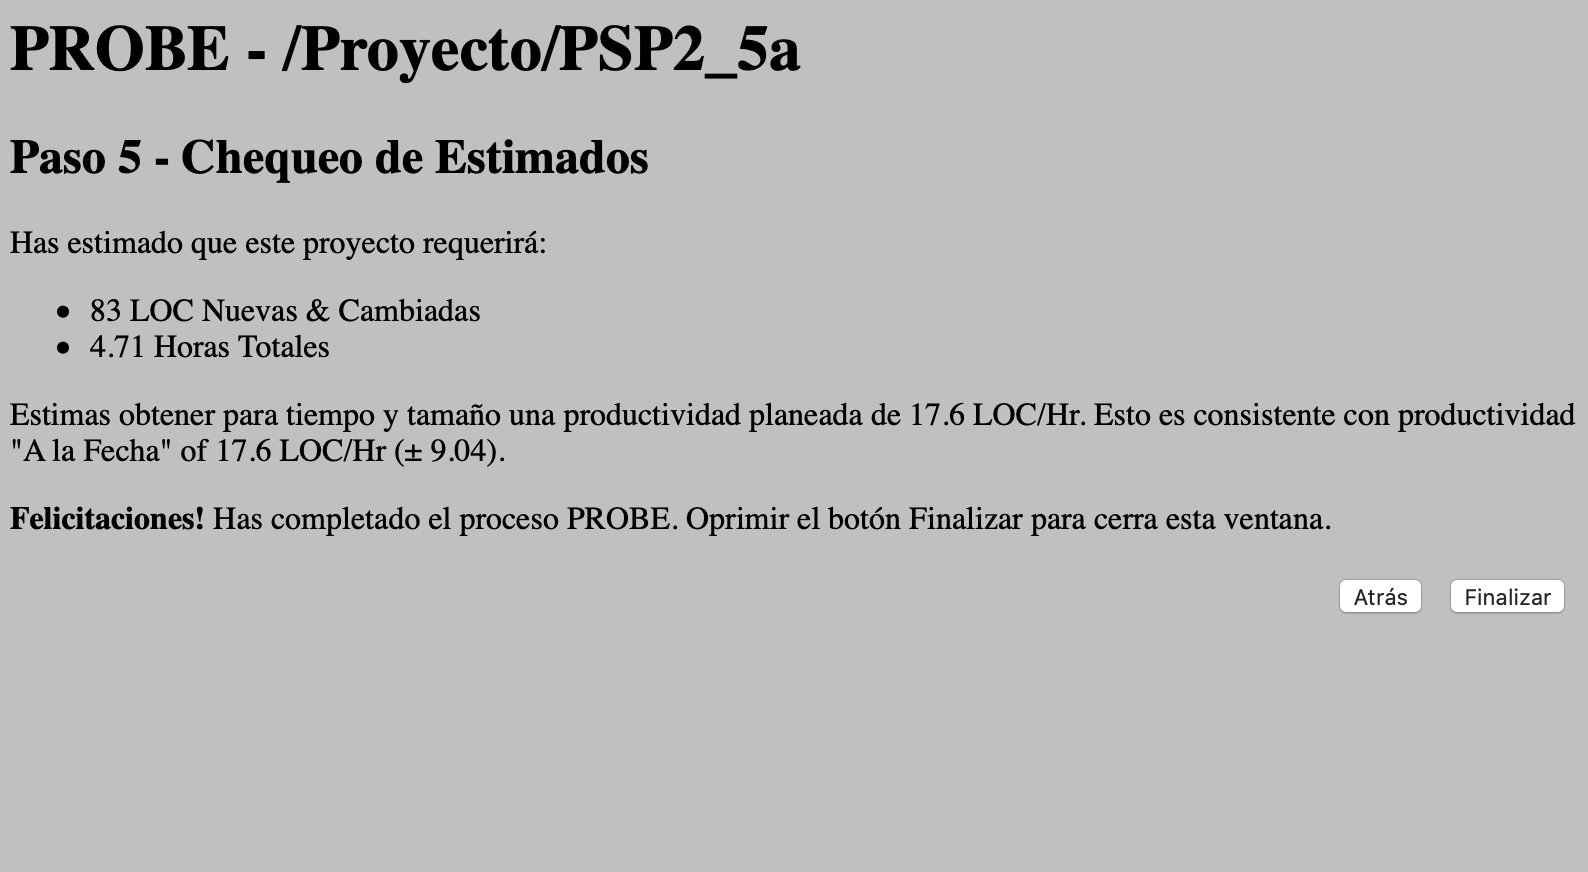 PROBE - /Proyecto/PSP2_5a
Paso 5 - Chequeo de Estimados
Has estimado que este proyecto requerirá:
• 83 LOC Nuevas & Cambiadas
• 4.71 Horas Totales
Estimas obtener para tiempo y tamaño una productividad planeada de 17.6 LOC/Hr. Esto es consistente con productividad
"A la Fecha" of 17.6 LOC/Hr (± 9.04).
Felicitaciones! Has completado el proceso PROBE. Oprimir el botón Finalizar para cerra esta ventana.
Atrás Finalizar